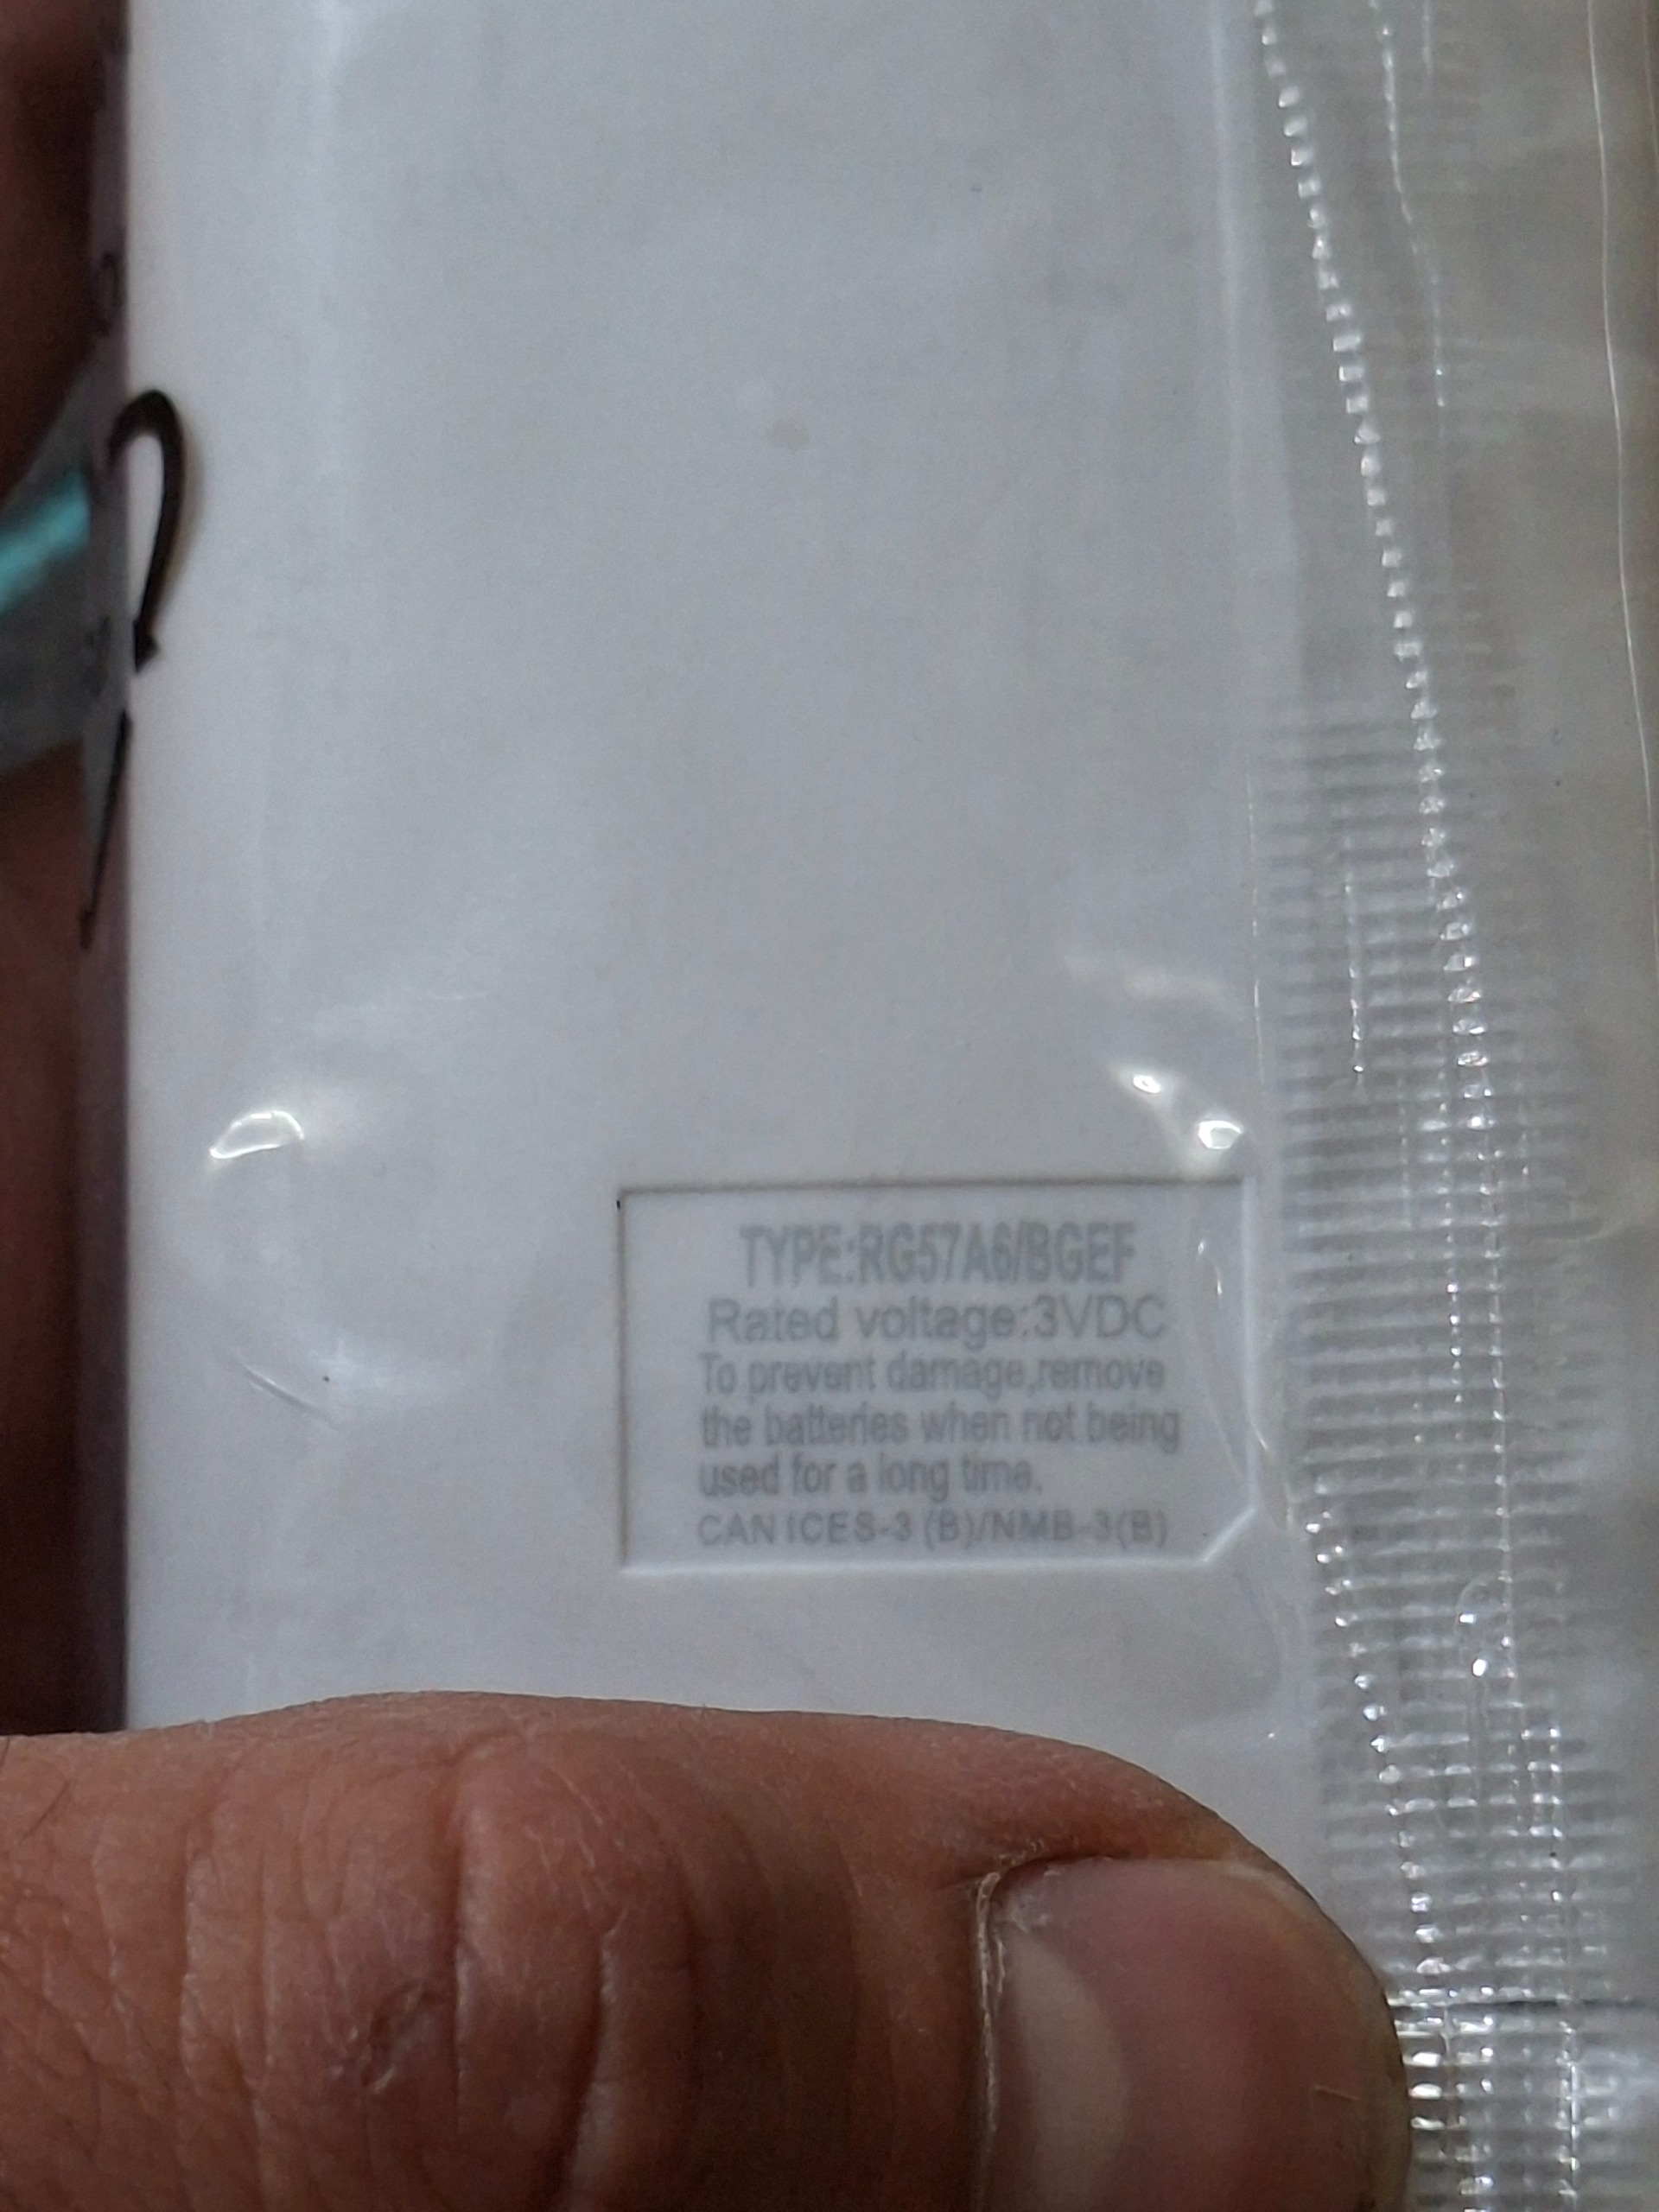 TYPE:RG57A6/BGEF
Rated voltage:3VDC
To prevent damage,remove
the batteries when not being
used for a long time.
CAN ICES-3 (B)/NMB-3(B)